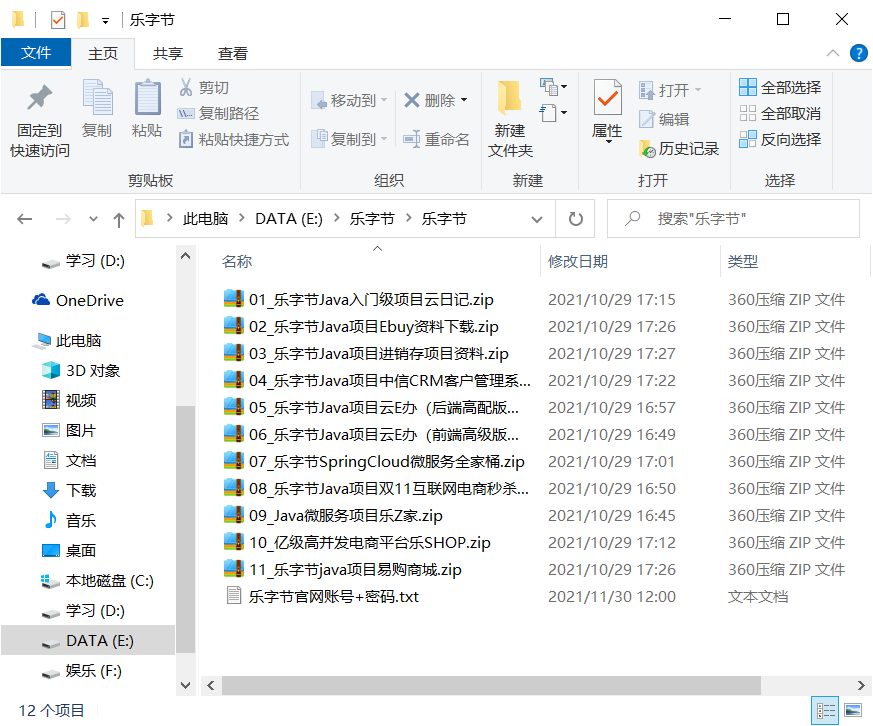 乐字节
文件 主页 共享 查看
固定到
快速访问
复制
粘贴
剪切
复制路径
粘贴快捷方式
剪贴板
移动到
复制到
删除
重命名
组织
新建
文件夹
新建
属性
打开
编辑
历史记录
打开
全部选择
全部取消
反向选择
选择
此电脑 > DATA (E:) > 乐字节 > 乐字节
搜索"乐字节"
学习 (D:)
OneDrive
此电脑
3D 对象
视频
图片
文档
下载
音乐
桌面
本地磁盘 (C:)
学习 (D:)
DATA (E:)
娱乐 (F:)
名称 修改日期 类型
01_乐字节Java入门级项目云日记.zip 2021/10/29 17:15 360压缩 ZIP 文件
02_乐字节Java项目Ebuy资料下载.zip 2021/10/29 17:26 360压缩 ZIP 文件
03_乐字节Java项目进销存项目资料.zip 2021/10/29 17:27 360压缩 ZIP 文件
04_乐字节Java项目中信CRM客户管理系... 2021/10/29 17:22 360压缩 ZIP 文件
05_乐字节Java项目云E办（后端高配版... 2021/10/29 16:57 360压缩 ZIP 文件
06_乐字节Java项目云E办（前端高级版... 2021/10/29 16:49 360压缩 ZIP 文件
07_乐字节SpringCloud微服务全家桶.zip 2021/10/29 17:01 360压缩 ZIP 文件
08_乐字节Java项目双11互联网电商秒杀... 2021/10/29 16:50 360压缩 ZIP 文件
09_Java微服务项目乐Z家.zip 2021/10/29 16:45 360压缩 ZIP 文件
10_亿级高并发电商平台乐SHOP.zip 2021/10/29 17:12 360压缩 ZIP 文件
11_乐字节java项目易购商城.zip 2021/10/29 17:26 360压缩 ZIP 文件
乐字节官网账号+密码.txt 2021/11/30 12:00 文本文档
12 个项目